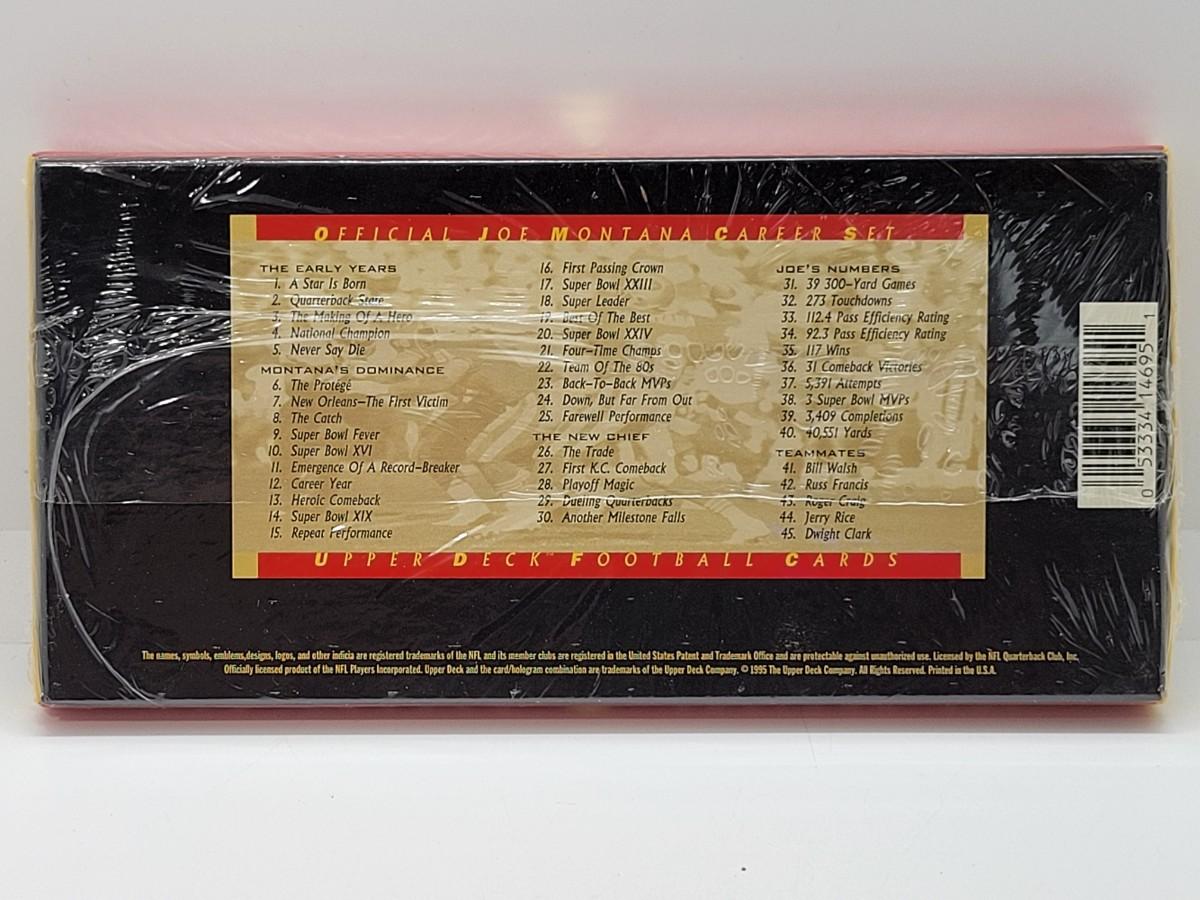 OFFICIAL JOE MONTANA CAREER SET
THE EARLY YEARS
1. A Star Is Born
2. Quarterback State
3. The Making Of A Hero
4. National Champion
5. Never Say Die
MONTANA'S DOMINANCE
6. The Protégé
7. New Orleans–The First Victim
8. The Catch
9. Super Bowl Fever
10. Super Bowl XVI
11. Emergence Of A Record–Breaker
12. Career Year
13. Heroic Comeback
14. Super Bowl XIX
15. Repeat Performance
16. First Passing Crown
17. Super Bowl XXIII
18. Super Leader
19. Best Of The Best
20. Super Bowl XXIV
21. Four–Time Champs
22. Team Of The 80s
23. Back–To–Back MVPs
24. Down, But Far From Out
25. Farewell Performance
THE NEW CHIEF
26. The Trade
27. First K.C. Comeback
28. Playoff Magic
29. Dueling Quarterbacks
30. Another Milestone Falls
JOE'S NUMBERS
31. 39 300–Yard Games
32. 273 Touchdowns
33. 112.4 Pass Efficiency Rating
34. 92.3 Pass Efficiency Rating
35. 117 Wins
36. 31 Comeback Victories
37. 5,391 Attempts
38. 3 Super Bowl MVPs
39. 3,409 Completions
40. 40,551 Yards
TEAMMATES
41. Bill Walsh
42. Russ Francis
43. Roger Craig
44. Jerry Rice
45. Dwight Clark
UPPER DECK™ FOOTBALL CARDS
The names, symbols, emblems,designs, logos, and other indicia are registered trademarks of the NFL and its member clubs are registered in the United States Patent and Trademark Office and are protectable against unauthorized use. Licensed by the NFL Quarterback Club, Inc.
Officially licensed product of the NFL Players Incorporated. Upper Deck and the card/hologram combination are trademarks of the Upper Deck Company. © 1995 The Upper Deck Company. All Rights Reserved. Printed in the U.S.A.
0 53334 14695 1